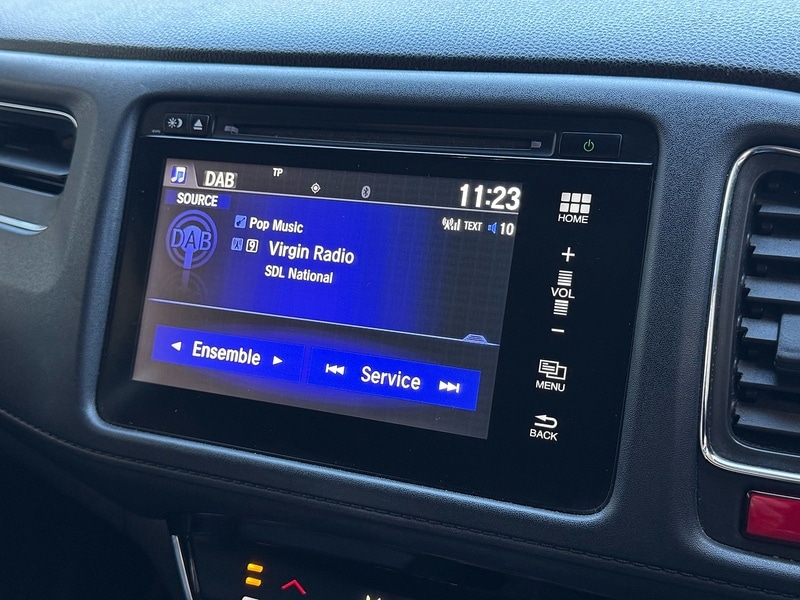 DAB
TP
11:23
SOURCE
DAB
Pop Music
TEXT
10
9
Virgin Radio
SDL National
Ensemble
Service
HOME
+
VOL
-
MENU
BACK